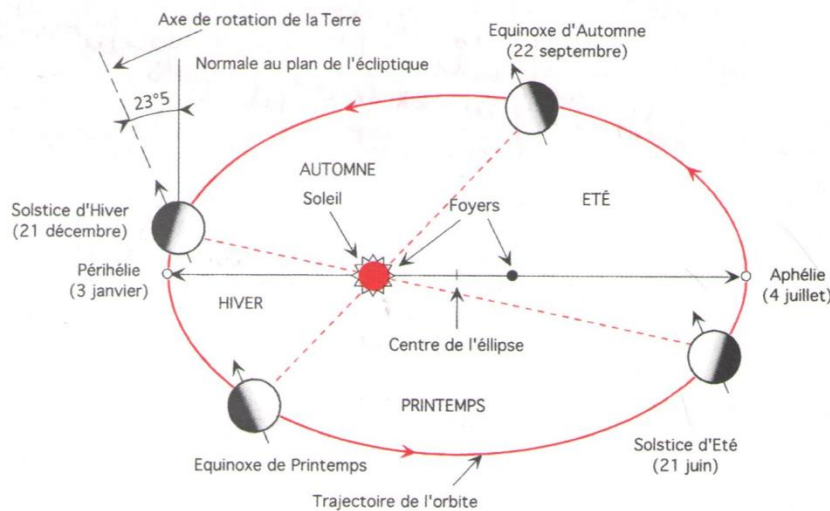 Axe de rotation de la Terre
Normale au plan de l'écliptique
23°5
Equinoxe d'Automne
(22 septembre)
AUTOMNE
Soleil
Foyers
ETÉ
Solstice d'Hiver
(21 décembre)
Périhélie
(3 janvier)
Aphélie
(4 juillet)
HIVER
Centre de l'éllipse
PRINTEMPS
Equinoxe de Printemps
Solstice d'Eté
(21 juin)
Trajectoire de l'orbite